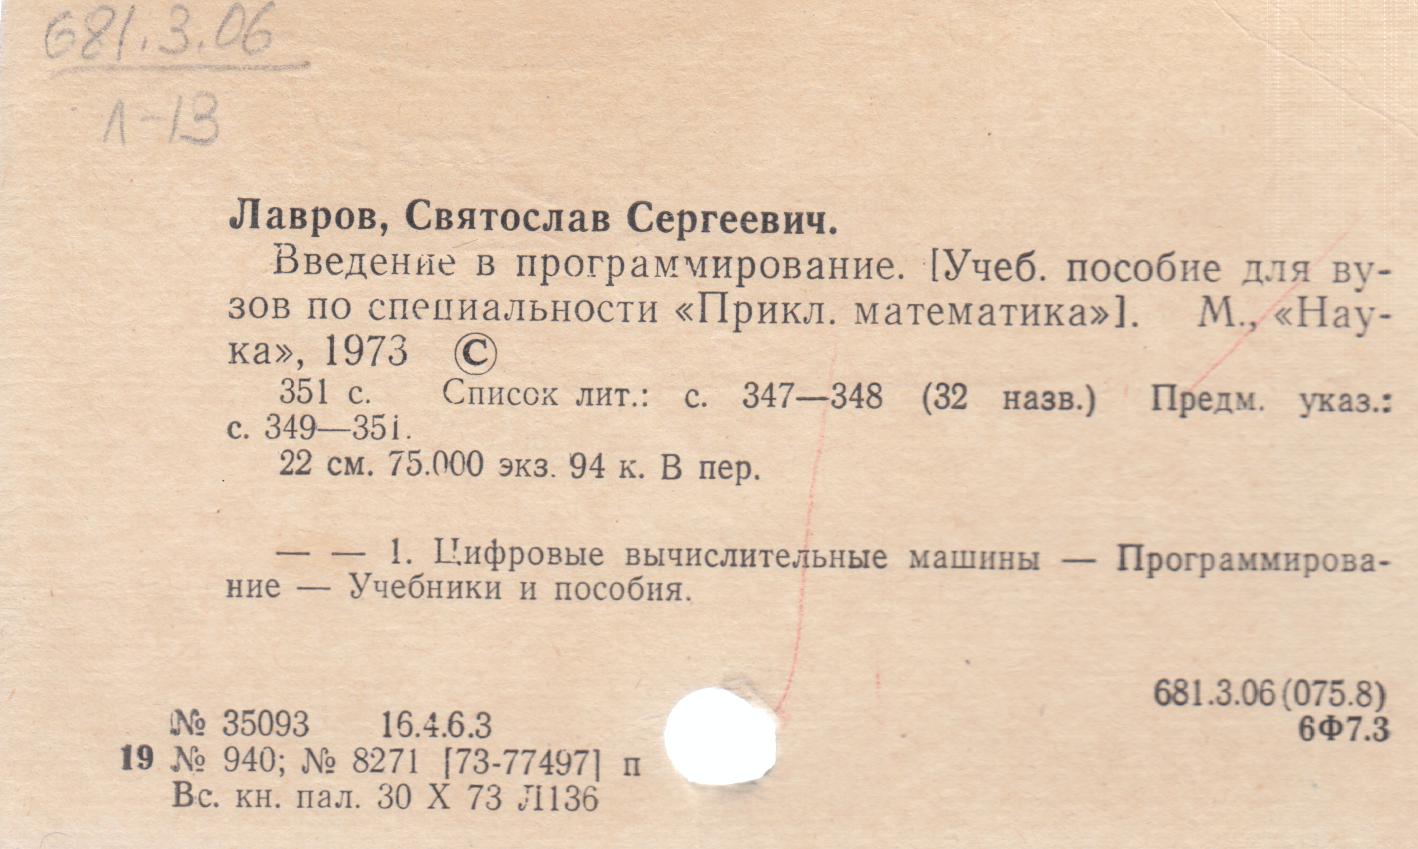 681.3.06
Л-13
Лавров, Святослав Сергеевич.
Введение в программирование. [Учеб. пособие для ву-
зов по специальности «Прикл. математика»]. М., «Нау-
ка», 1973 ©
351 с. Список лит.: с. 347—348 (32 назв.) Предм. указ.:
с. 349—351.
22 см. 75.000 экз. 94 к. В пер.
— — 1. Цифровые вычислительные машины — Программирова-
ние — Учебники и пособия.
681.3.06(075.8)
6Ф7.3
№ 35093 16.4.6.3
19 № 940; № 8271 [73-77497] п
Вс. кн. пал. 30 X 73 Л136